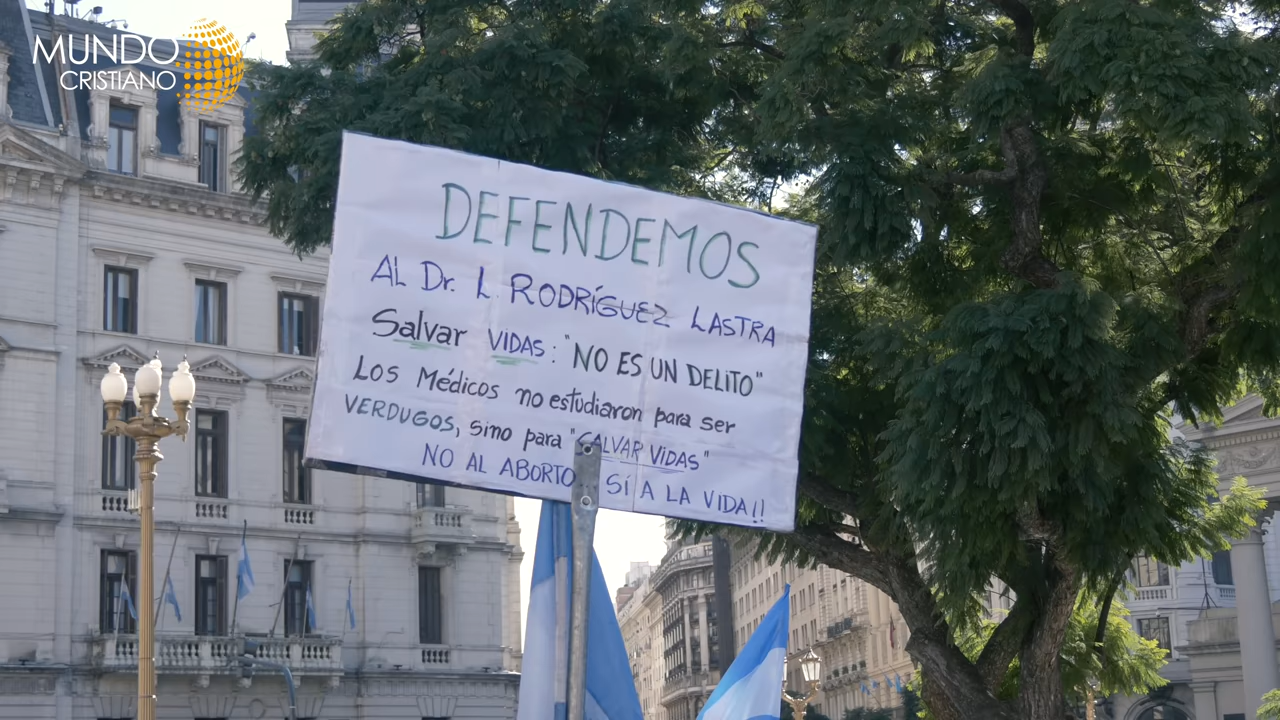 MUNDO
CRISTIANO
DEFENDEMOS
AL Dr. L. RODRÍGUEZ LASTRA
Salvar VIDAS: "NO ES UN DELITO"
LOS Médicos no estudiaron para ser
VERDUGOS, simo para "SALVAR VIDAS"
NO AL ABORTO SÍ A LA VIDA!!